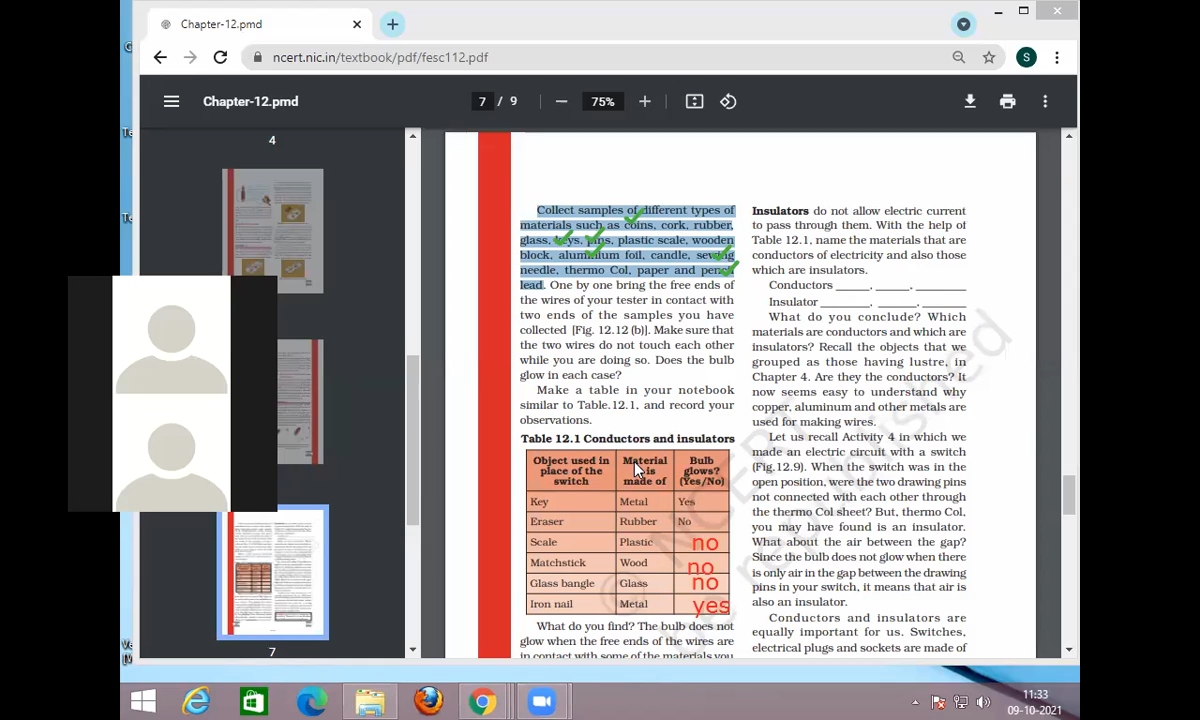 Chapter-12.pmd
ncert.nic.in/textbook/pdf/fesc112.pdf
S
Chapter-12.pmd
7 / 9
75%
4
7
Collect samples of different types of
materials such as coins, cork, rubber,
glass, keys, pins, plastic scale, wooden
block, aluminium foil, candle, sewing
needle, thermo Col, paper and pencil
lead. One by one bring the free ends of
the wires of your tester in contact with
two ends of the samples you have
collected [Fig. 12.12 (b)]. Make sure that
the two wires do not touch each other
while you are doing so. Does the bulb
glow in each case?
Make a table in your notebook
similar to Table.12.1, and record your
observations.
Table 12.1 Conductors and insulators
Object used in place of the switch Material is made of Bulb glows? (Yes/No)
Key Metal Yes
Eraser Rubber No
Scale Plastic no
Matchstick Wood no
Glass bangle Glass no
Iron nail Metal yes
What do you find? The bulb does not
glow when the free ends of the wires are
in contact with some of the materials you
Insulators do not allow electric current
to pass through them. With the help of
Table 12.1, name the materials that are
conductors of electricity and also those
which are insulators.
Conductors _____, _____, _________
Insulator _________, _______, ________
What do you conclude? Which
materials are conductors and which are
insulators? Recall the objects that we
grouped as those having lustre, in
Chapter 4. Are they the conductors? It
now seems easy to understand why
copper, aluminum and other metals are
used for making wires.
Let us recall Activity 4 in which we
made an electric circuit with a switch
(Fig.12.9). When the switch was in the
open position, were the two drawing pins
not connected with each other through
the thermo Col sheet? But, thermo Col,
you may have found is an insulator.
What about the air between the gap?
Since the bulb does not glow when there
is only air in the gap between the drawing
pins in your switch, it means that air is
also an insulator.
Conductors and insulators are
equally important for us. Switches,
electrical plugs and sockets are made of
© NCERT
be republished
11:33
09-10-2021